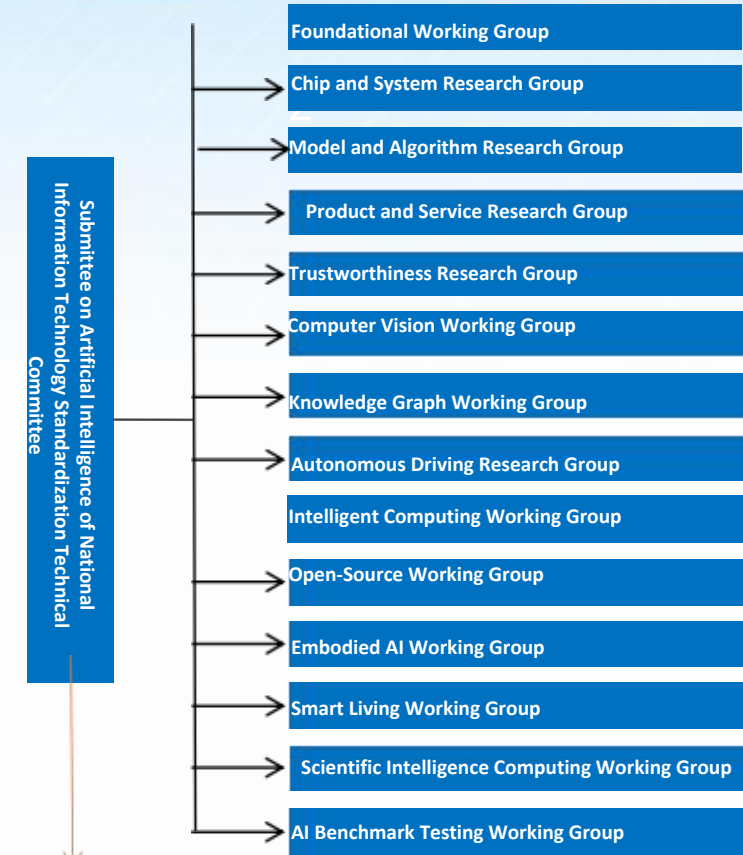 Foundational Working Group
Chip and System Research Group
Model and Algorithm Research Group
Product and Service Research Group
Trustworthiness Research Group
Computer Vision Working Group
Knowledge Graph Working Group
Autonomous Driving Research Group
Intelligent Computing Working Group
Open-Source Working Group
Embodied AI Working Group
Smart Living Working Group
Scientific Intelligence Computing Working Group
AI Benchmark Testing Working Group
Submittee on Artificial Intelligence of National
Information Technology Standardization Technical
Committee